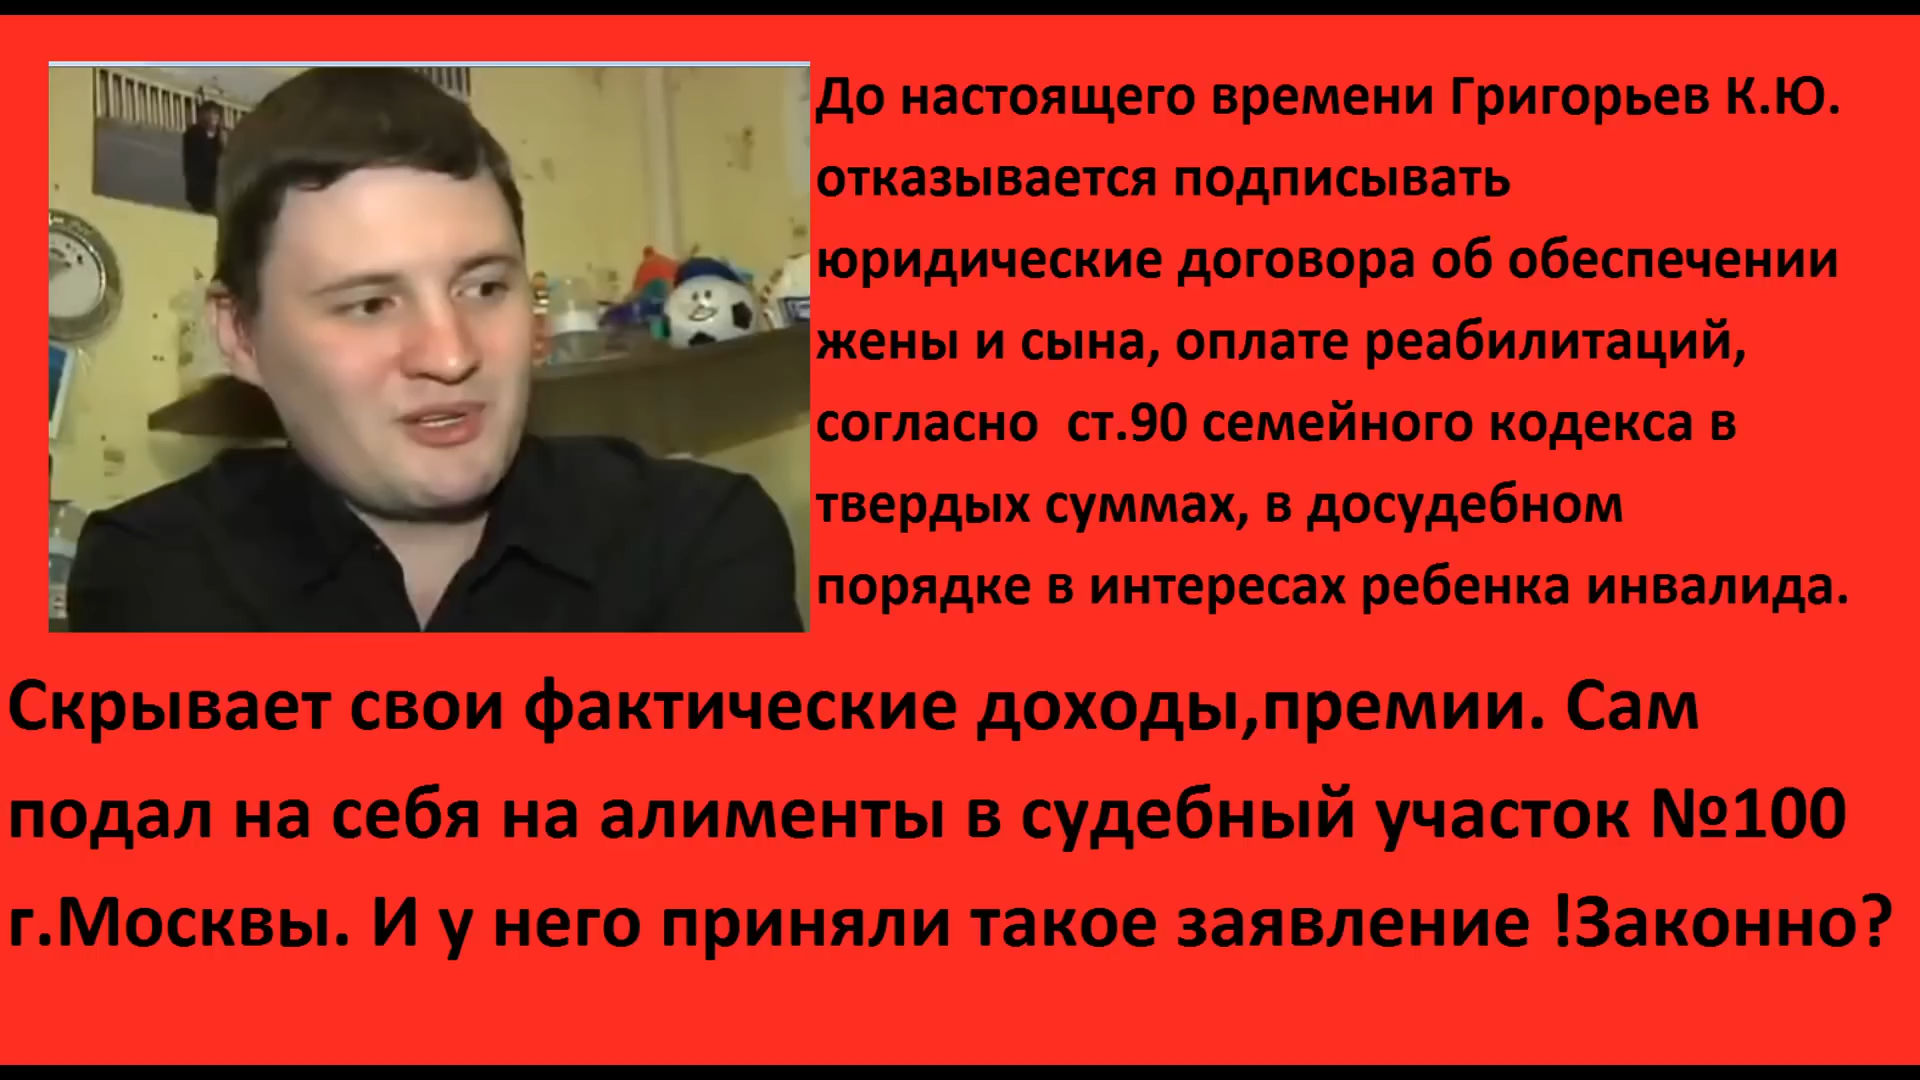 До настоящего времени Григорьев К.Ю.
отказывается подписывать
юридические договора об обеспечении
жены и сына, оплате реабилитаций,
согласно  ст.90 семейного кодекса в
твердых суммах, в досудебном
порядке в интересах ребенка инвалида.
Скрывает свои фактические доходы,премии. Сам
подал на себя на алименты в судебный участок №100
г.Москвы. И у него приняли такое заявление !Законно?